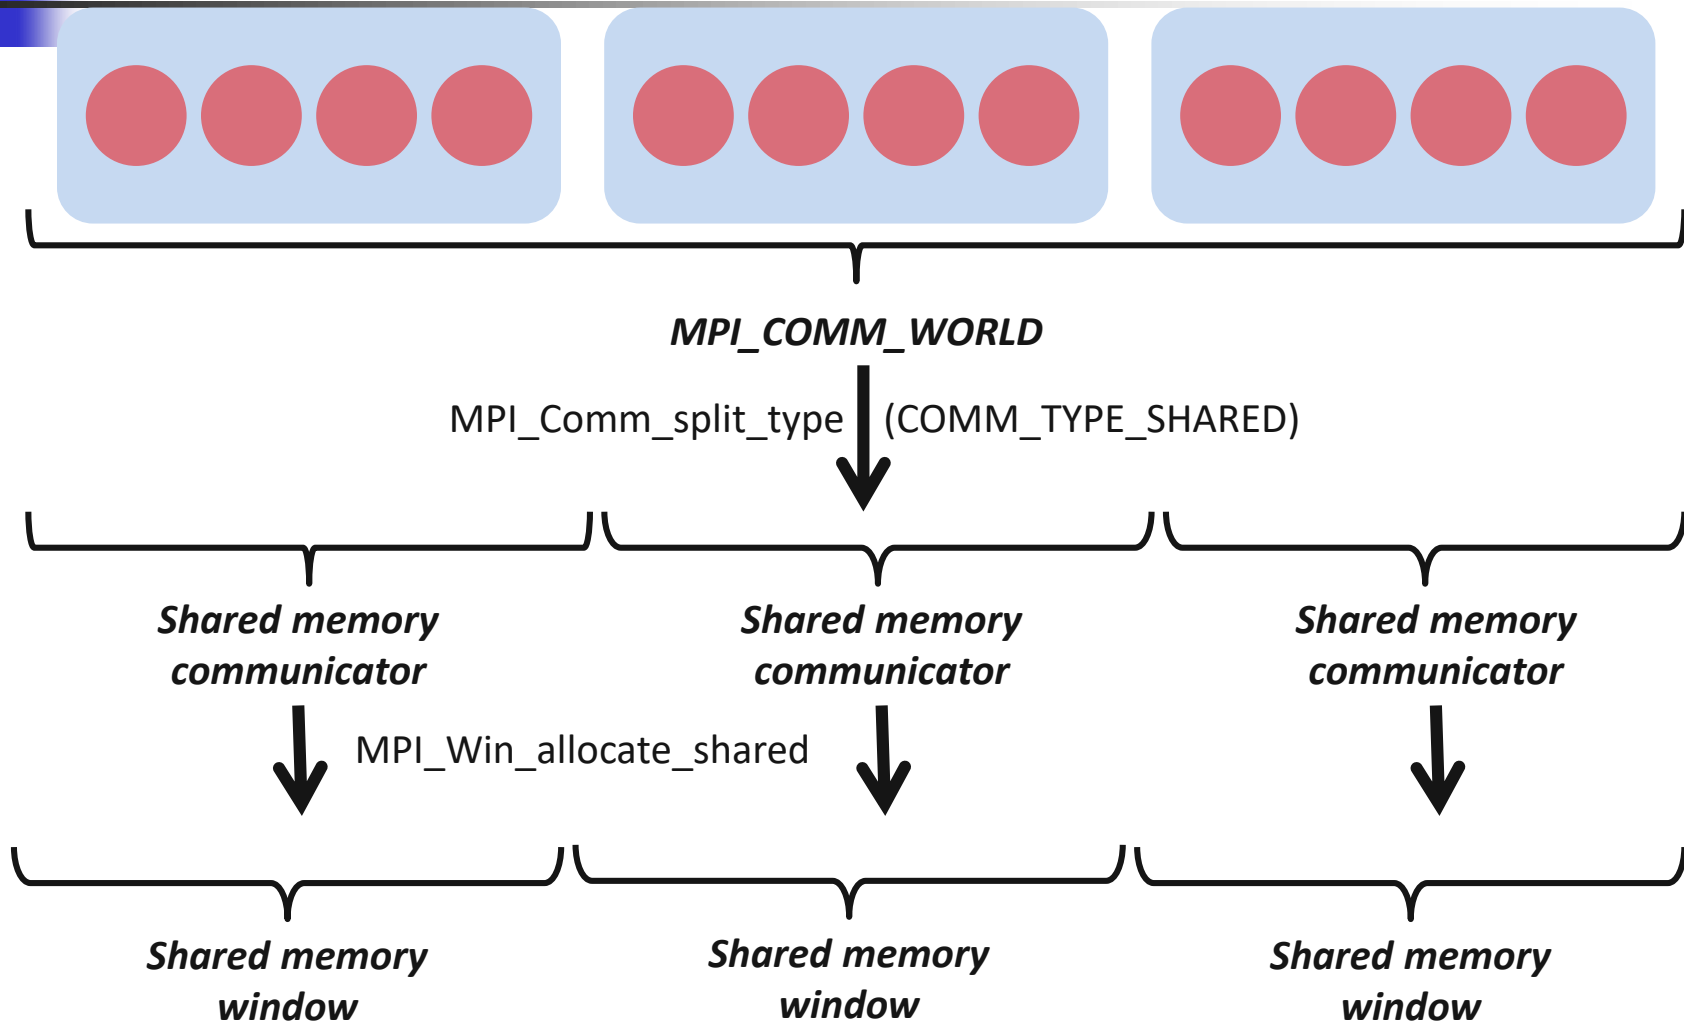 MPI_COMM_WORLD
MPI_Comm_split_type (COMM_TYPE_SHARED)
Shared memory
communicator
Shared memory
communicator
Shared memory
communicator
MPI_Win_allocate_shared
Shared memory
window
Shared memory
window
Shared memory
window